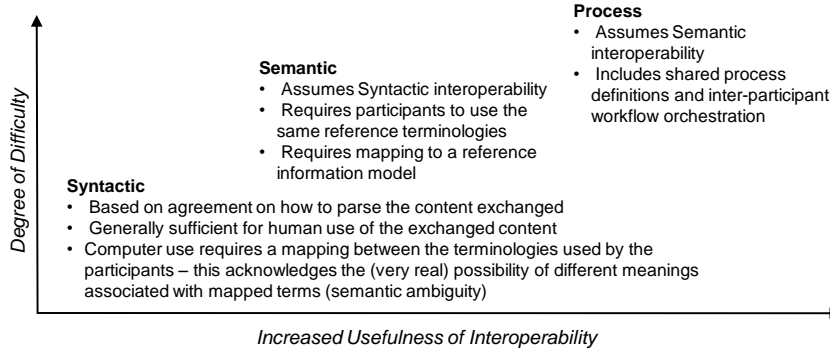 Process
• Assumes Semantic
interoperability
• Includes shared process
definitions and inter-participant
workflow orchestration
Semantic
• Assumes Syntactic interoperability
• Requires participants to use the
same reference terminologies
• Requires mapping to a reference
information model
Syntactic
• Based on agreement on how to parse the content exchanged
• Generally sufficient for human use of the exchanged content
• Computer use requires a mapping between the terminologies used by the
participants – this acknowledges the (very real) possibility of different meanings
associated with mapped terms (semantic ambiguity)
Degree of Difficulty
Increased Usefulness of Interoperability